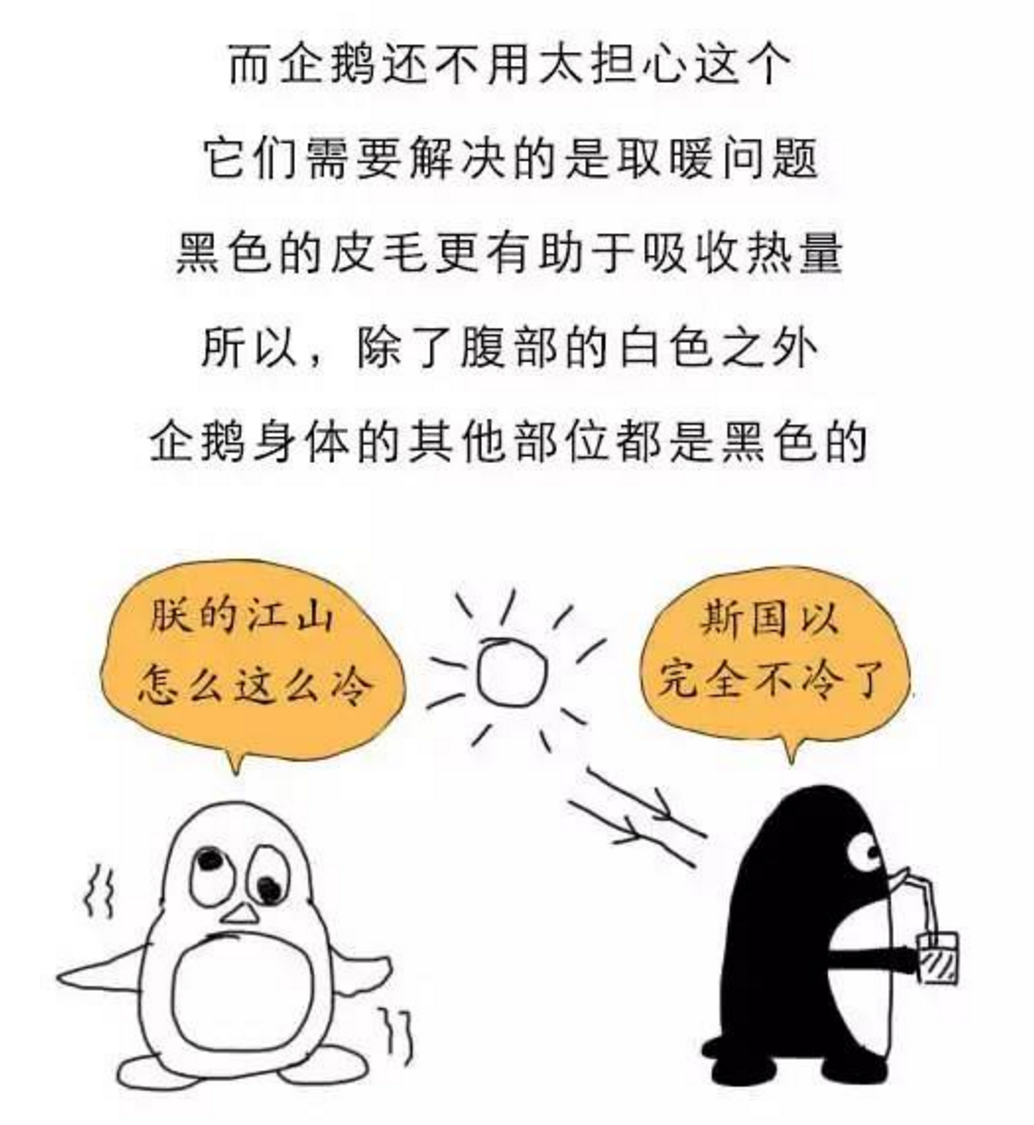 而企鹅还不用太担心这个
它们需要解决的是取暖问题
黑色的皮毛更有助于吸收热量
所以，除了腹部的白色之外
企鹅身体的其他部位都是黑色的
朕的江山
怎么这么冷
斯国以
完全不冷了